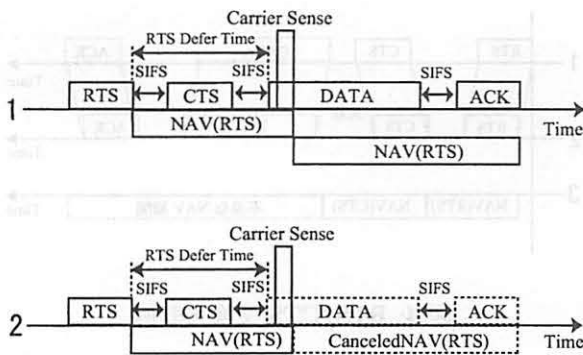 Carrier Sense
RTS Defer Time
SIFS SIFS SIFS
1 RTS CTS DATA ACK
NAV(RTS) Time
NAV(RTS)
Carrier Sense
RTS Defer Time
SIFS SIFS SIFS
2 RTS CTS DATA ACK
NAV(RTS) CanceledNAV(RTS) Time